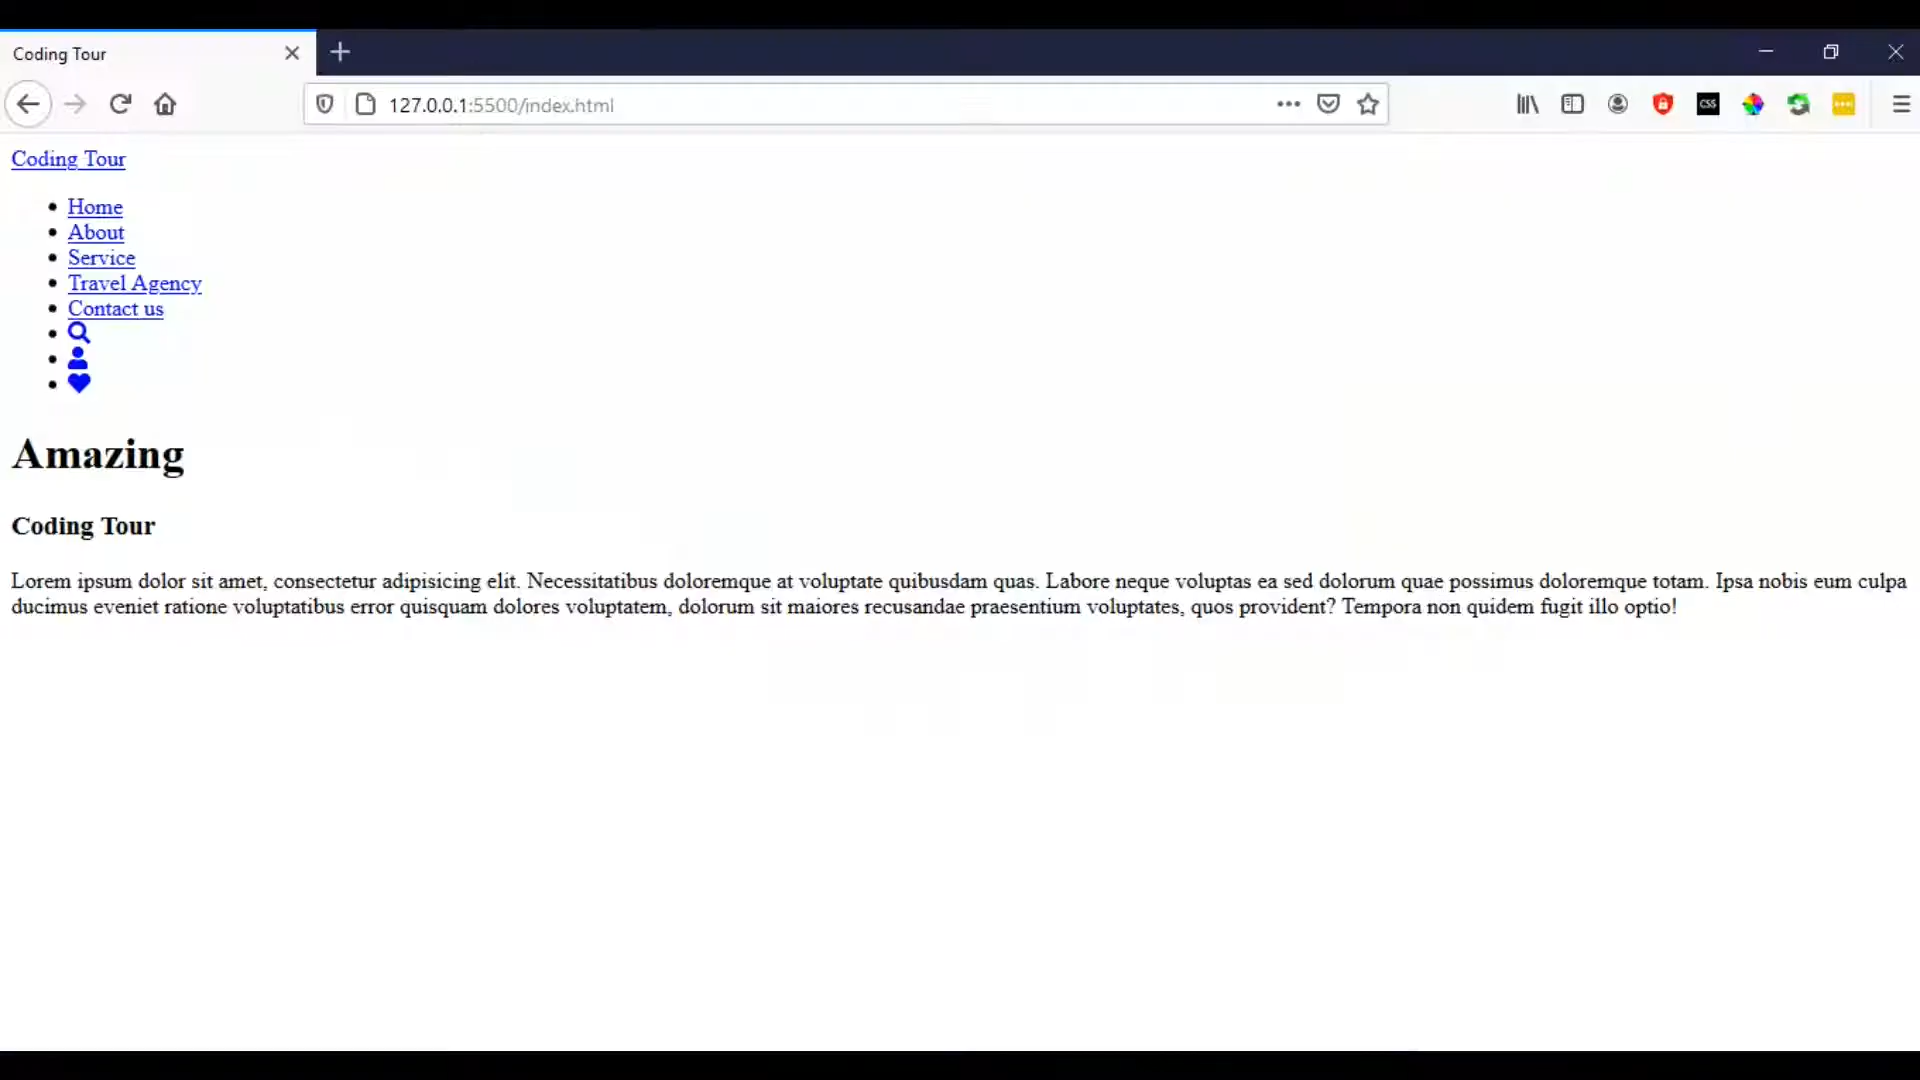 Coding Tour
127.0.0.1:5500/index.html
CSS
Coding Tour
Home
About
Service
Travel Agency
Contact us
Amazing
Coding Tour
Lorem ipsum dolor sit amet, consectetur adipisicing elit. Necessitatibus doloremque at voluptate quibusdam quas. Labore neque voluptas ea sed dolorum quae possimus doloremque totam. Ipsa nobis eum culpa
ducimus eveniet ratione voluptatibus error quisquam dolores voluptatem, dolorum sit maiores recusandae praesentium voluptates, quos provident? Tempora non quidem fugit illo optio!